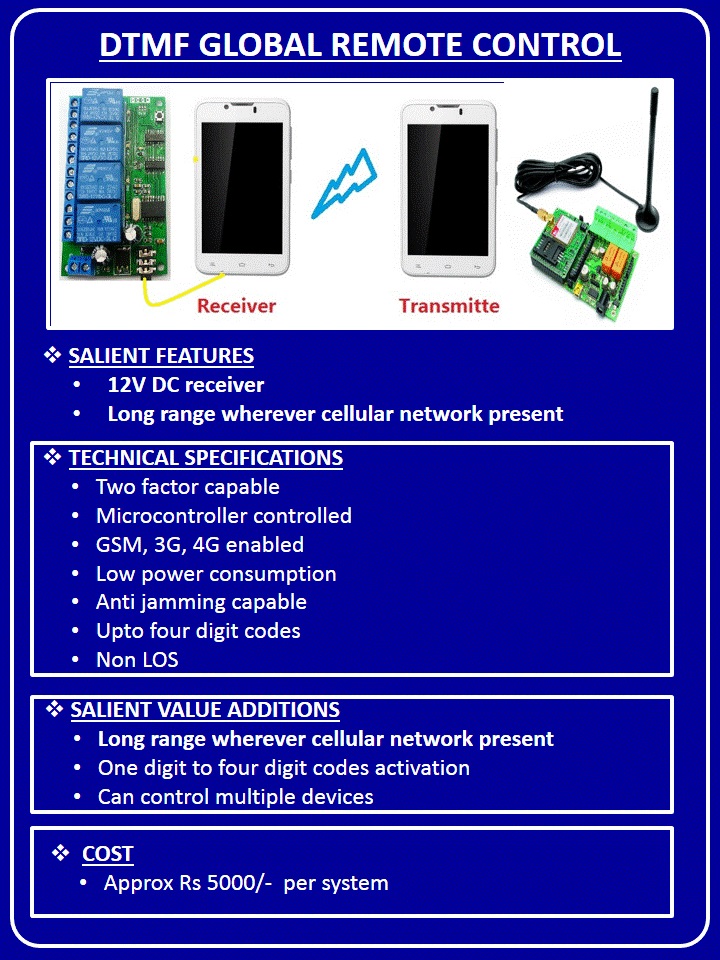 DTMF GLOBAL REMOTE CONTROL
Receiver
Transmitte
❖ SALIENT FEATURES
• 12V DC receiver
• Long range wherever cellular network present
❖ TECHNICAL SPECIFICATIONS
• Two factor capable
• Microcontroller controlled
• GSM, 3G, 4G enabled
• Low power consumption
• Anti jamming capable
• Upto four digit codes
• Non LOS
❖ SALIENT VALUE ADDITIONS
• Long range wherever cellular network present
• One digit to four digit codes activation
• Can control multiple devices
❖ COST
• Approx Rs 5000/- per system